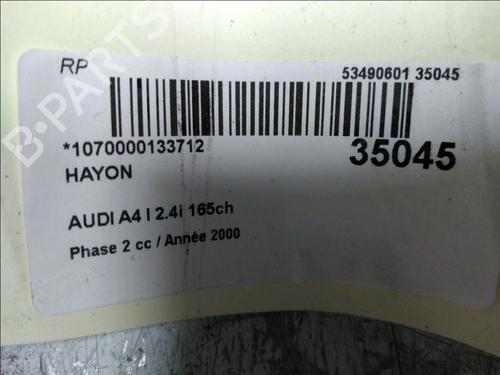 RP
53490601 35045
*1070000133712
35045
HAYON
AUDI A4 I 2.4i 165ch
Phase 2 cc / Année 2000
B-PARTS